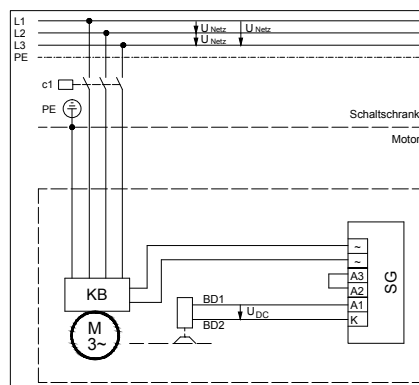 L1
U Netz
U Netz
L2
U Netz
L3
PE
c1
PE
Schaltschrank
Motor
~
~
A3
A2
SG
KB
BD1
A1
U DC
BD2
K
M
3~